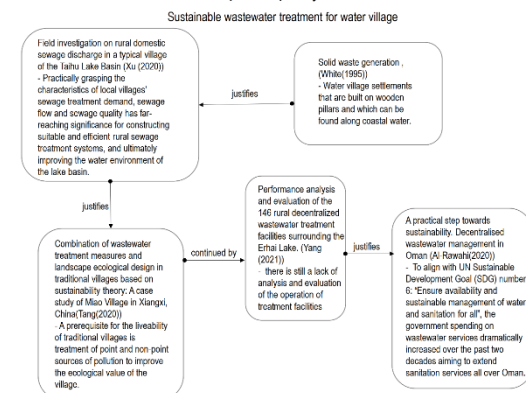 Sustainable wastewater treatment for water village
Field investigation on rural domestic
sewage discharge in a typical village
of the Taihu Lake Basin (Xu (2020))
- Practically grasping the
characteristics of local villages'
sewage treatment demand, sewage
flow and sewage quality has far-
reaching significance for constructing
suitable and efficient rural sewage
treatment systems, and ultimately
improving the water environment of
the lake basin.
justifies
Solid waste generation ,
(White(1995))
- Water village settlements
that are built on wooden
pillars and which can be
found along coastal water.
justifies
Combination of wastewater
treatment measures and
landscape ecological design in
traditional villages based on
sustainability theory: A case
study of Miao Village in Xiangxi,
China(Tang(2020))
- A prerequisite for the liveability
of traditional villages is
treatment of point and non-point
sources of pollution to improve
the ecological value of the
village.
continued by
Performance analysis
and evaluation of the
146 rural decentralized
wastewater treatment
facilities surrounding the
Erhai Lake. (Yang
(2021))
- there is still a lack of
analysis and evaluation
of the operation of
treatment facilities
justifies
A practical step towards
sustainability. Decentralised
wastewater management in
Oman (Al-Rawahi(2020))
- To align with UN Sustainable
Development Goal (SDG) number
6: "Ensure availability and
sustainable management of water
and sanitation for all", the
government spending on
wastewater services dramatically
increased over the past two
decades aiming to extend
sanitation services all over Oman.